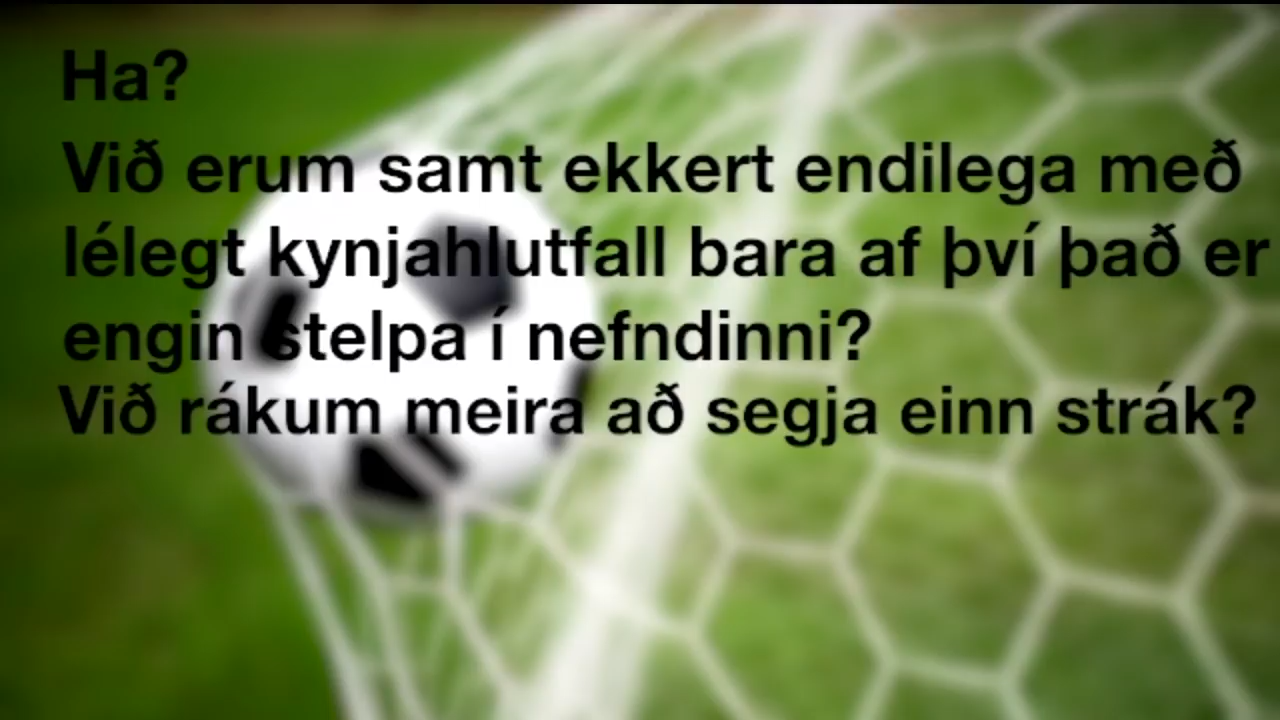 Ha?
Við erum samt ekkert endilega með
lélegt kynjahlutfall bara af því það er
engin stelpa í nefndinni?
Við rákum meira að segja einn strák?